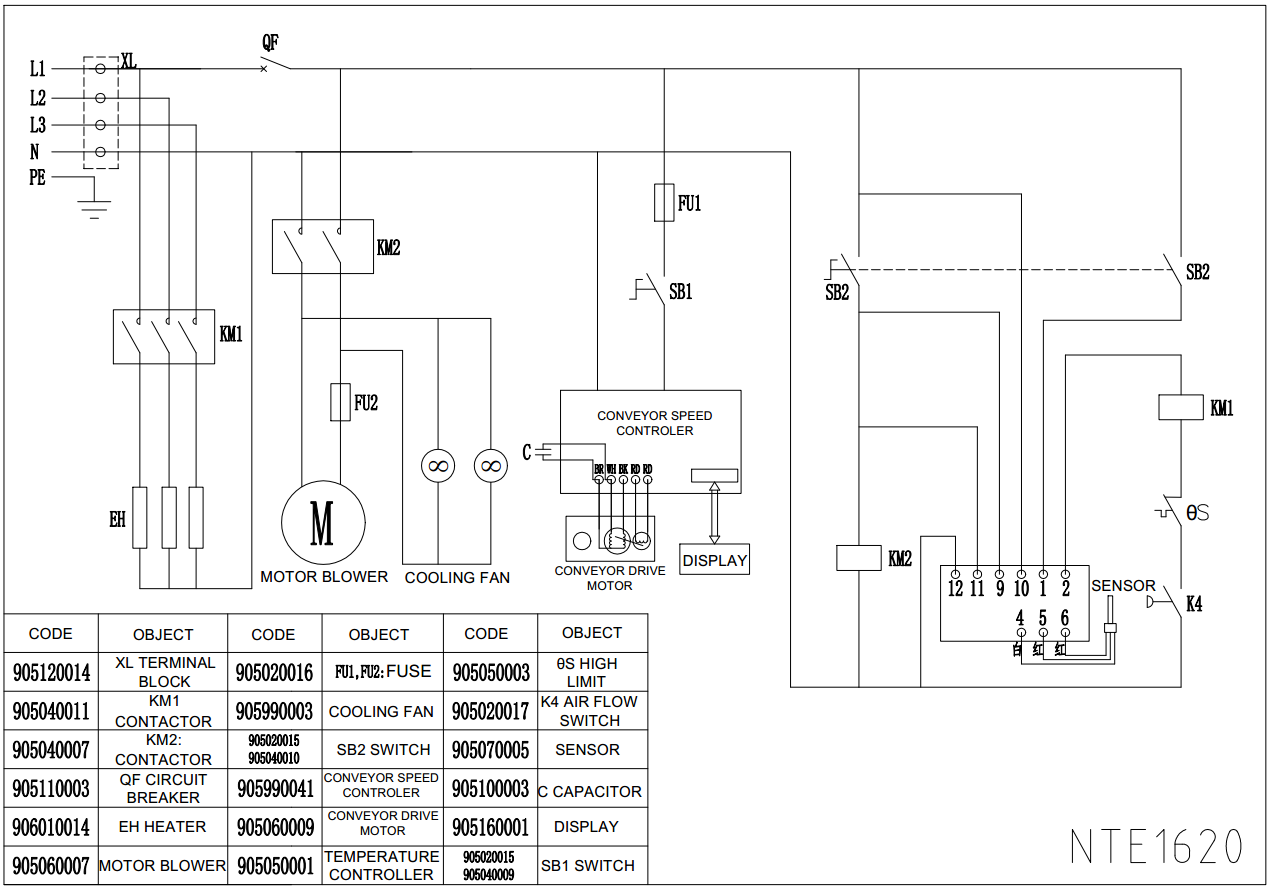 QF
XL
L1
L2
L3
N
PE
FU1
KM2
SB1
SB2
SB2
KM1
FU2
CONVEYOR SPEED
CONTROLER
KM1
C
BR WH BK RD RD
EH
M
∞ ∞
θS
DISPLAY
KM2
MOTOR BLOWER
COOLING FAN
CONVEYOR DRIVE
MOTOR
12 11 9 10 1 2
SENSOR
K4
4 5 6
白 红 红
CODE OBJECT CODE OBJECT CODE OBJECT
905120014 XL TERMINAL BLOCK 905020016 FU1,FU2:FUSE 905050003 θS HIGH LIMIT
905040011 KM1 CONTACTOR 905990003 COOLING FAN 905020017 K4 AIR FLOW SWITCH
905040007 KM2: CONTACTOR 905020015 905040010 SB2 SWITCH 905070005 SENSOR
905110003 QF CIRCUIT BREAKER 905990041 CONVEYOR SPEED CONTROLER 905100003 C CAPACITOR
906010014 EH HEATER 905060009 CONVEYOR DRIVE MOTOR 905160001 DISPLAY
905060007 MOTOR BLOWER 905050001 TEMPERATURE CONTROLLER 905020015 905040009 SB1 SWITCH
NTE1620